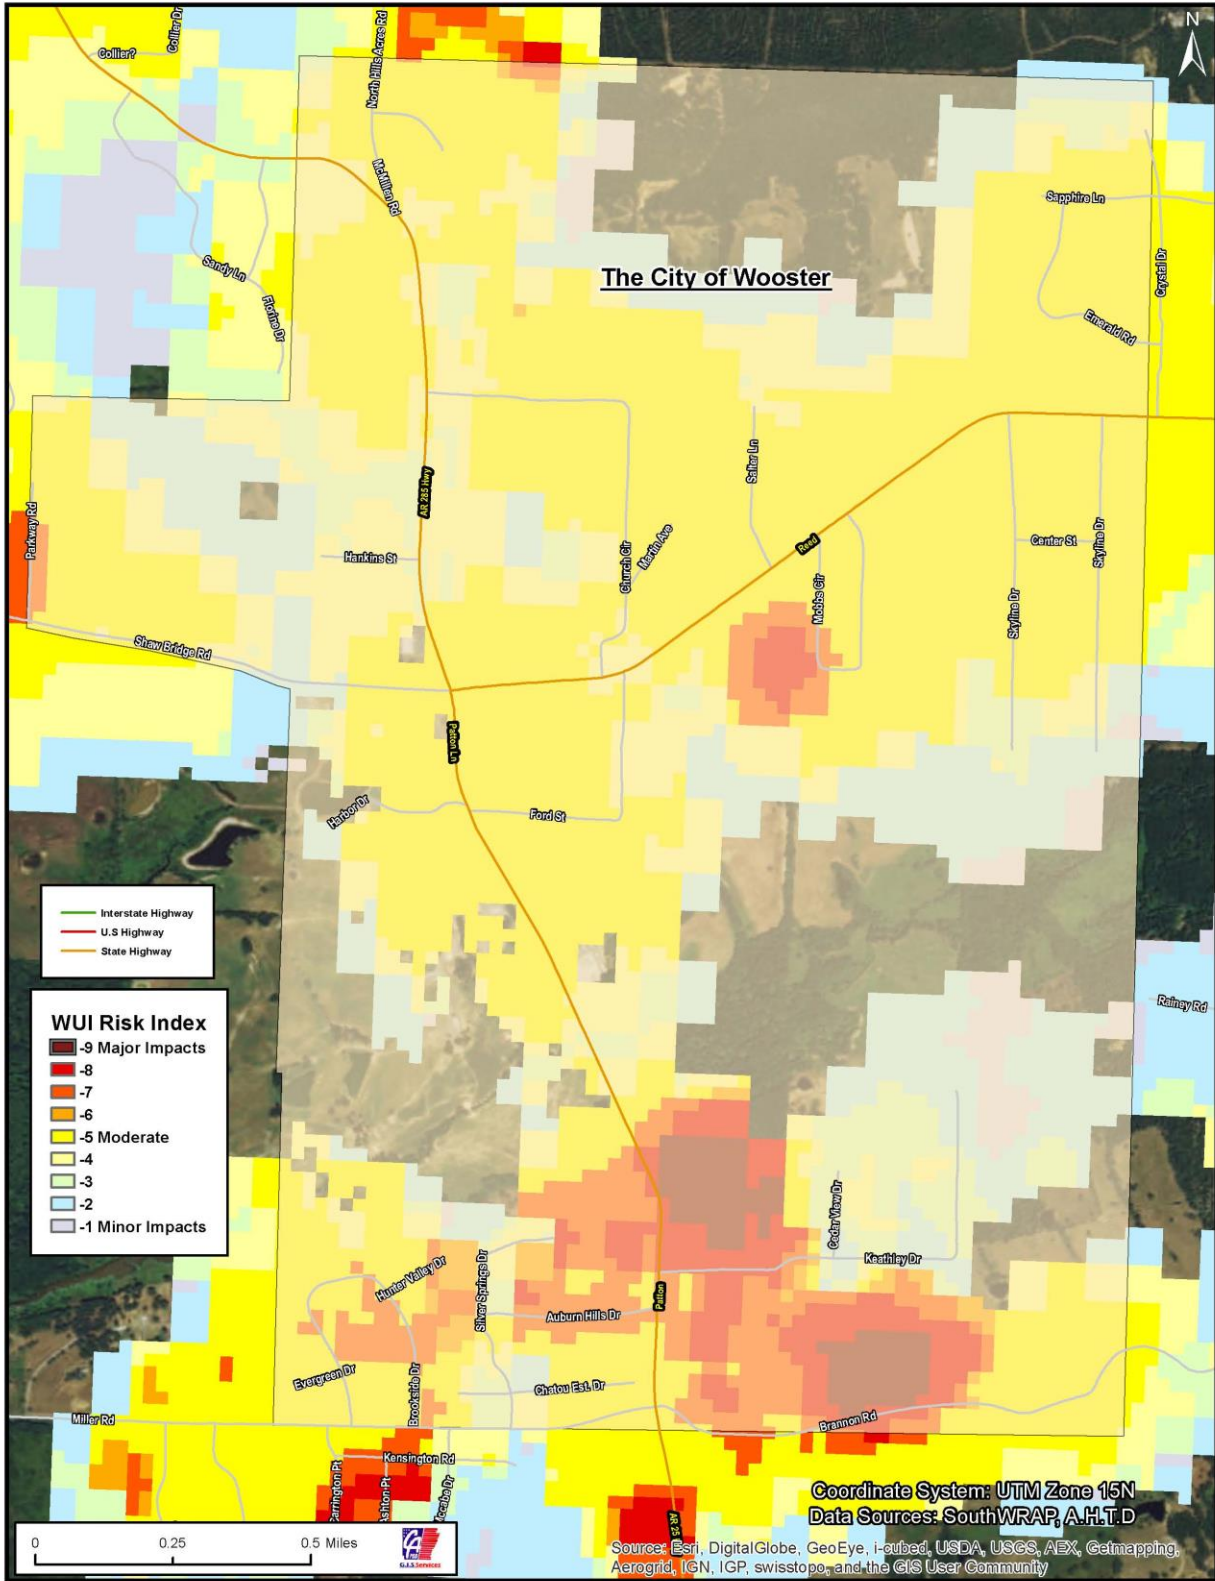 N
Collier Dr
Collier?
North Hills Acres Rd
McMillen Rd
Sapphire Ln
Sandy Ln
Florine Dr
The City of Wooster
Crystal Dr
Emerald Rd
Parkway Rd
AR 285 Hwy
Salter Ln
Hankins St
Church Cir
Martin Ave
Reed
Mobbs Cir
Center St
Skyline Dr
Skyline Dr
Shaw Bridge Rd
Patton Ln
Harbor Dr
Ford St
Interstate Highway
U.S Highway
State Highway
Rainey Rd
WUI Risk Index
-9 Major Impacts
-8
-7
-6
-5 Moderate
-4
-3
-2
-1 Minor Impacts
Cedar View Dr
Keathley Dr
Hunter Valley Dr
Silver Springs Dr
Auburn Hills Dr
Patton
Evergreen Dr
Brookside Dr
Chatou Est. Dr
Miller Rd
Brannon Rd
Kensington Rd
Carrington Pt
Ashton Pt
Mccabe Dr
AR 25
Coordinate System: UTM Zone 15N
Data Sources: SouthWRAP, A.H.T.D
0 0.25 0.5 Miles
G.I.S Services
Source: Esri, DigitalGlobe, GeoEye, i-cubed, USDA, USGS, AEX, Getmapping,
Aerogrid, IGN, IGP, swisstopo, and the GIS User Community